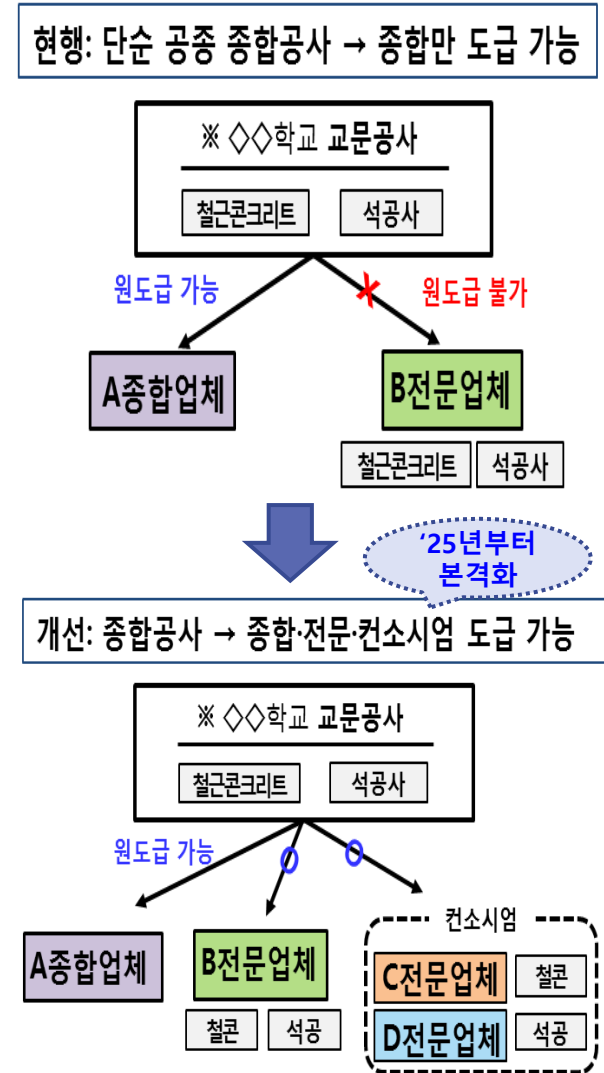 현행: 단순 공종 종합공사 → 종합만 도급 가능
※ ◇◇학교 교문공사
철근콘크리트 석공사
원도급 가능 원도급 불가
A종합업체 B전문업체
철근콘크리트 석공사
‘25년부터
본격화
개선: 종합공사 → 종합·전문·컨소시엄 도급 가능
※ ◇◇학교 교문공사
철근콘크리트 석공사
원도급 가능
컨소시엄
A종합업체 B전문업체
철콘 석공
C전문업체 철콘
D전문업체 석공